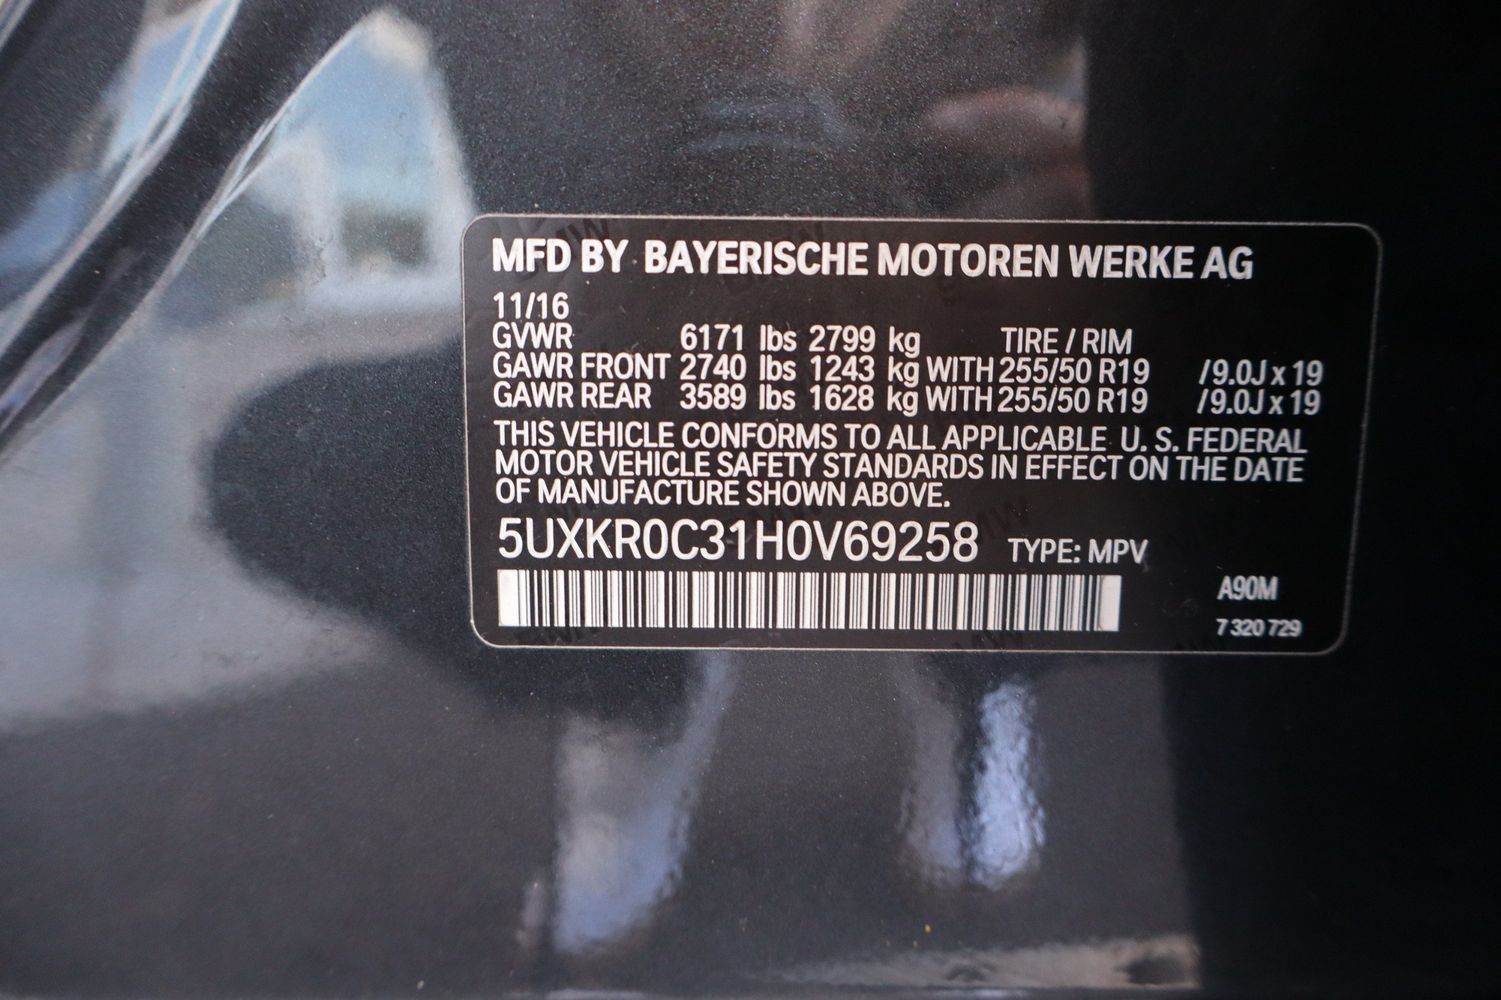 MFD BY BAYERISCHE MOTOREN WERKE AG
11/16
GVWR 6171 lbs 2799 kg TIRE / RIM
GAWR FRONT 2740 lbs 1243 kg WITH 255/50 R19 /9.0J x 19
GAWR REAR 3589 lbs 1628 kg WITH 255/50 R19 /9.0J x 19
THIS VEHICLE CONFORMS TO ALL APPLICABLE U. S. FEDERAL
MOTOR VEHICLE SAFETY STANDARDS IN EFFECT ON THE DATE
OF MANUFACTURE SHOWN ABOVE.
5UXKR0C31H0V69258 TYPE: MPV
A90M
7 320 729